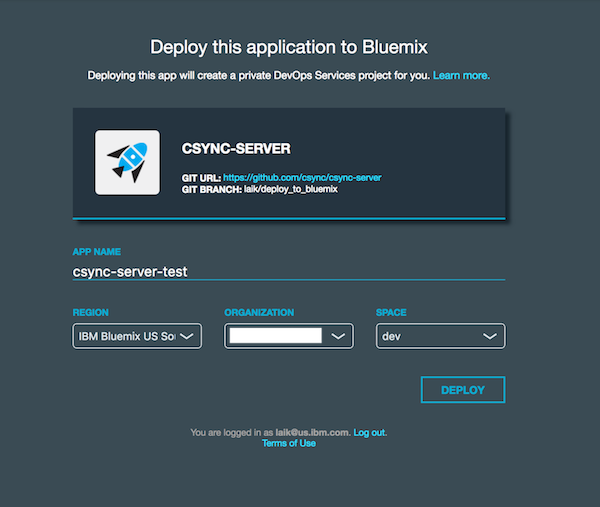 Deploy this application to Bluemix
Deploying this app will create a private DevOps Services project for you. Learn more.
CSYNC-SERVER
GIT URL: https://github.com/csync/csync-server
GIT BRANCH: laik/deploy_to_bluemix
APP NAME
csync-server-test
REGION ORGANIZATION SPACE
IBM Bluemix US So dev
DEPLOY
You are logged in as laik@us.ibm.com. Log out.
Terms of Use